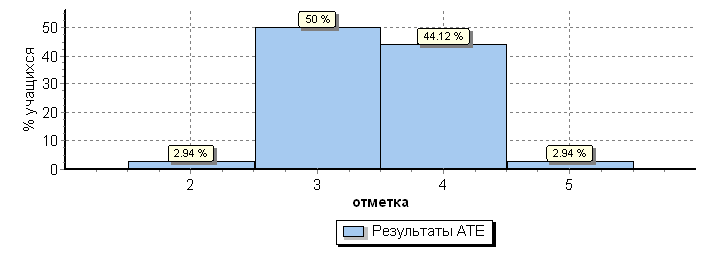 % учащихся
50
40
30
20
10
0
2.94 %
50 %
44.12 %
2.94 %
2 3 4 5
отметка
Результаты АТЕ